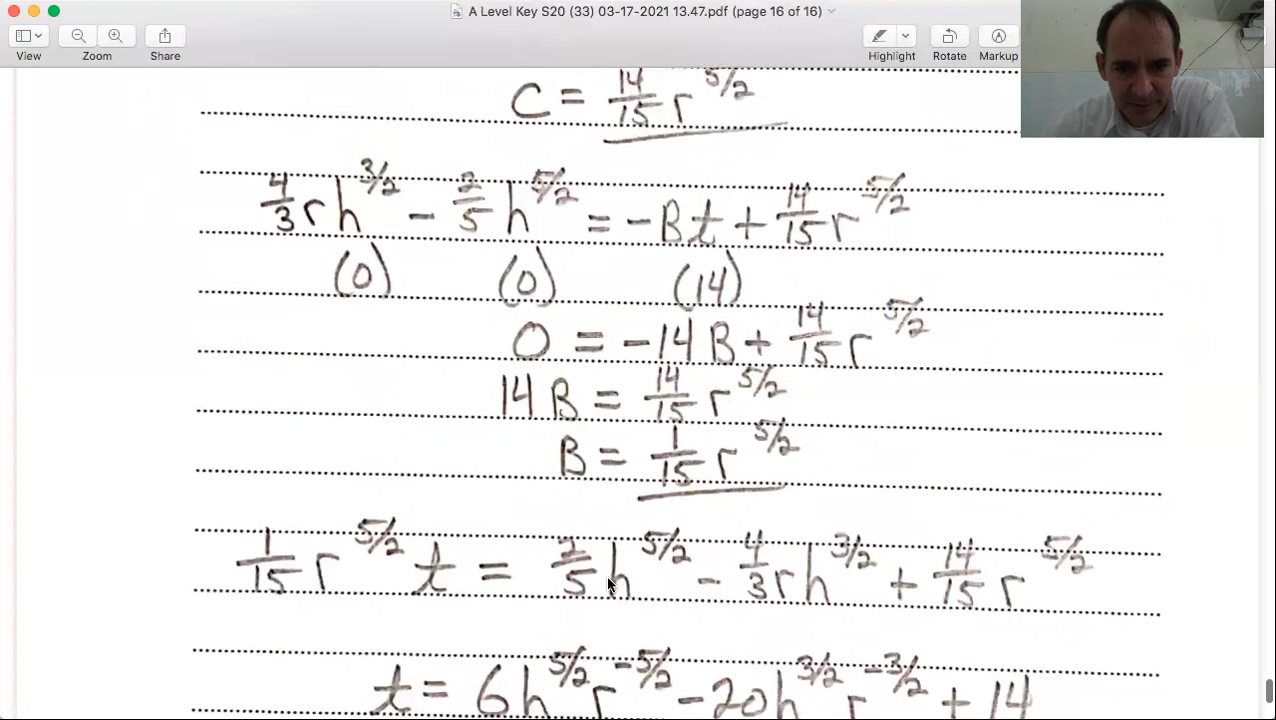 A Level Key S20 (33) 03-17-2021 13.47.pdf (page 16 of 16)
View Zoom Share Highlight Rotate Markup
C = 14/15 r^5/2
4/3 r h^3/2 - 2/5 h^5/2 = -Bt + 14/15 r^5/2
(0) (0) (14)
0 = -14B + 14/15 r^5/2
14B = 14/15 r^5/2
B = 1/15 r^5/2
1/15 r^5/2 t = 2/5 h^5/2 - 4/3 r h^3/2 + 14/15 r^5/2
t = 6h^5/2 r^-5/2 - 20h^3/2 r^-3/2 + 14